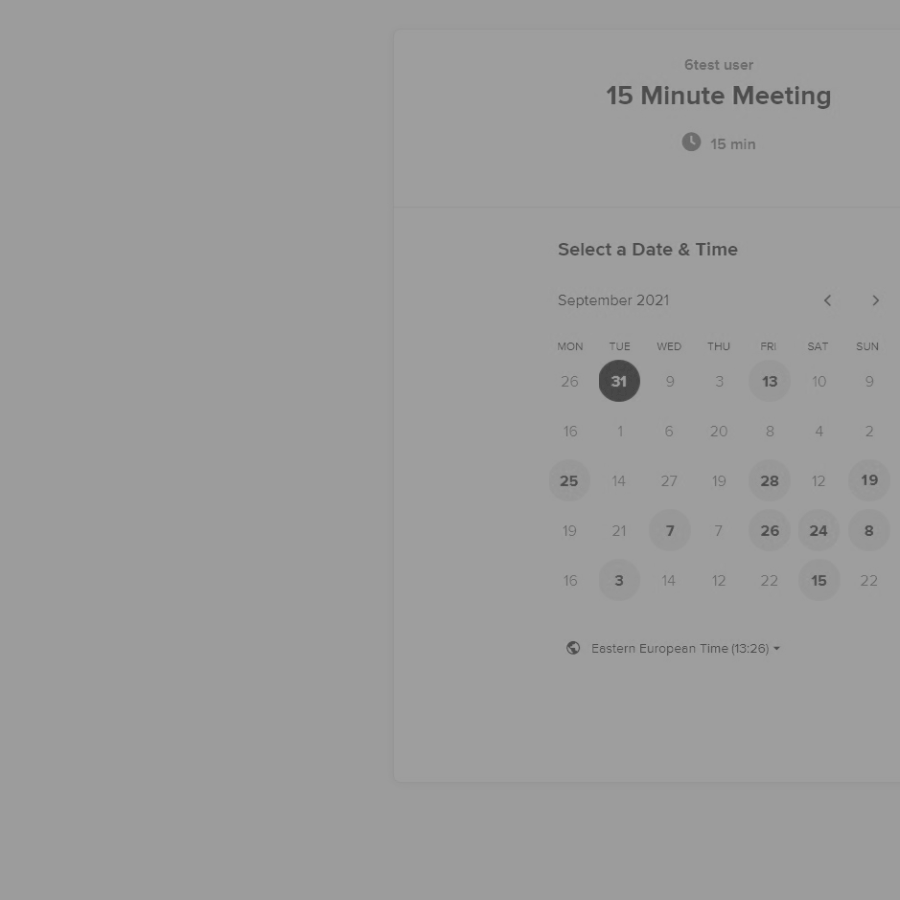 6test user
15 Minute Meeting
15 min
Select a Date & Time
September 2021
MON TUE WED THU FRI SAT SUN
26 31 9 3 13 10 9
16 1 6 20 8 4 2
25 14 27 19 28 12 19
19 21 7 7 26 24 8
16 3 14 12 22 15 22
Eastern European Time (13:26)